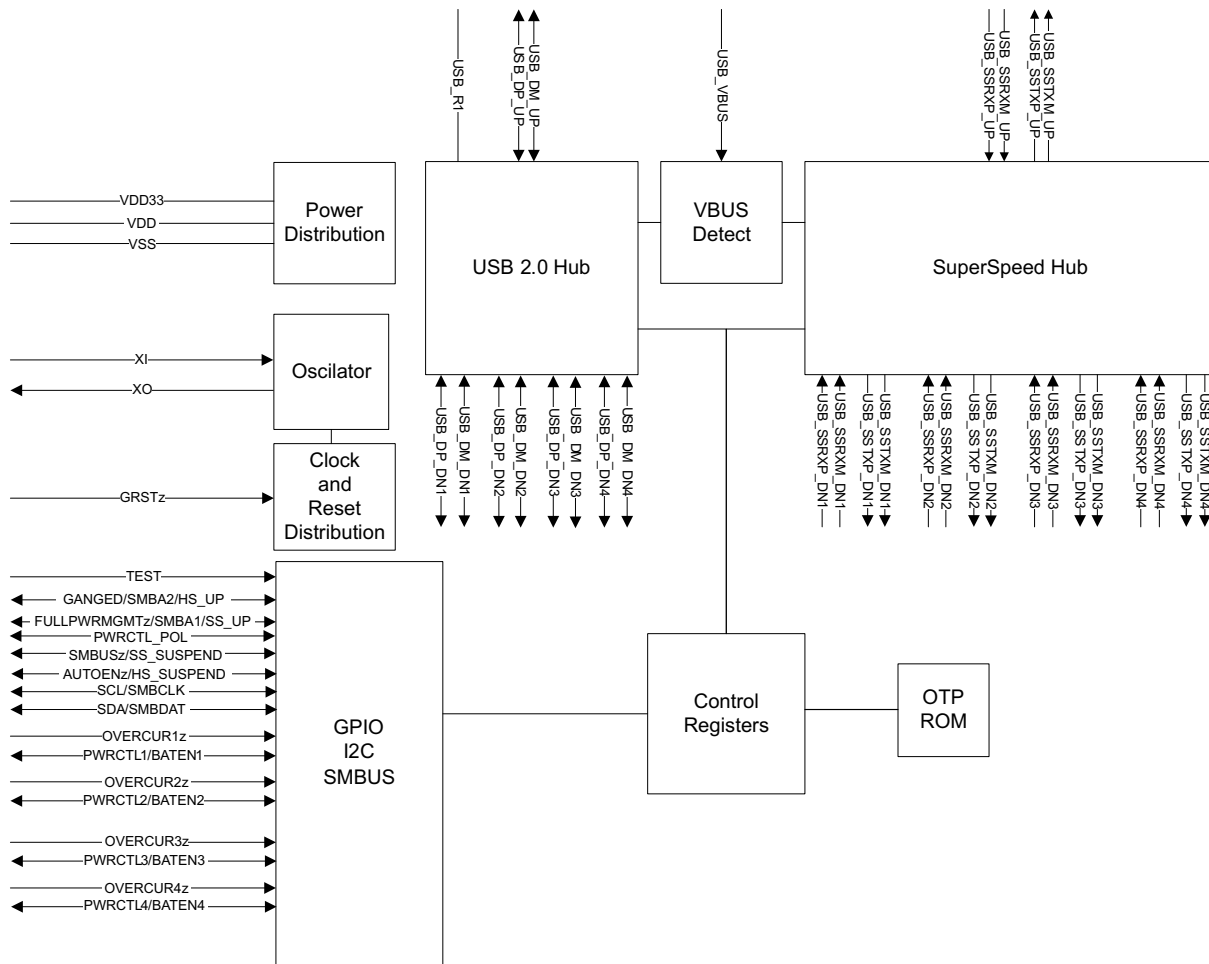 USB_R1
USB_DP_UP
USB_DM_UP
USB_VBUS
USB_SSRXP_UP
USB_SSRXM_UP
USB_SSTXP_UP
USB_SSTXM_UP
VDD33
VDD
VSS
Power
Distribution
USB 2.0 Hub
VBUS
Detect
SuperSpeed Hub
XI
XO
Oscilator
GRSTz
Clock
and
Reset
Distribution
USB_DP_DN1
USB_DM_DN1
USB_DP_DN2
USB_DM_DN2
USB_DP_DN3
USB_DM_DN3
USB_DP_DN4
USB_DM_DN4
USB_SSRXP_DN1
USB_SSRXM_DN1
USB_SSTXP_DN1
USB_SSTXM_DN1
USB_SSRXP_DN2
USB_SSRXM_DN2
USB_SSTXP_DN2
USB_SSTXM_DN2
USB_SSRXP_DN3
USB_SSRXM_DN3
USB_SSTXP_DN3
USB_SSTXM_DN3
USB_SSRXP_DN4
USB_SSRXM_DN4
USB_SSTXP_DN4
USB_SSTXM_DN4
TEST
GANGED/SMBA2/HS_UP
FULLPWRMGMTz/SMBA1/SS_UP
PWRCTL_POL
SMBUSz/SS_SUSPEND
AUTOENz/HS_SUSPEND
SCL/SMBCLK
SDA/SMBDAT
OVERCUR1z
PWRCTL1/BATEN1
OVERCUR2z
PWRCTL2/BATEN2
OVERCUR3z
PWRCTL3/BATEN3
OVERCUR4z
PWRCTL4/BATEN4
GPIO
I2C
SMBUS
Control
Registers
OTP
ROM